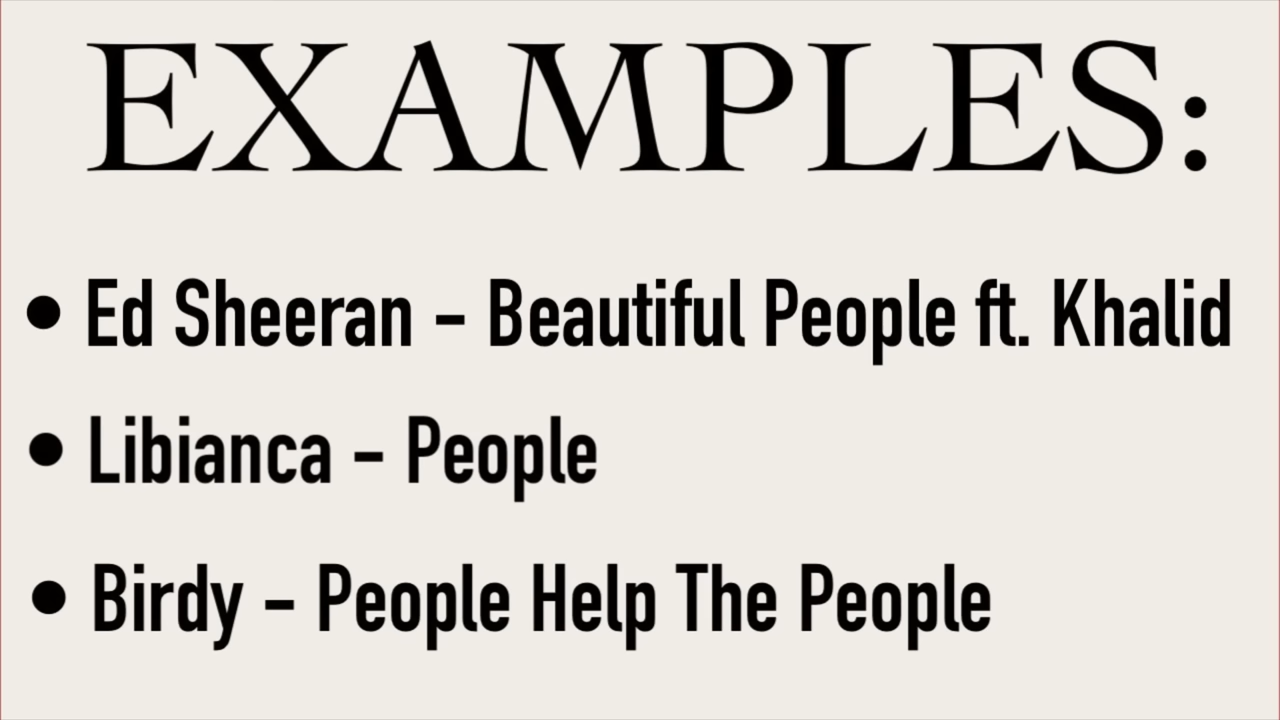 EXAMPLES:
• Ed Sheeran - Beautiful People ft. Khalid
• Libianca - People
• Birdy - People Help The People